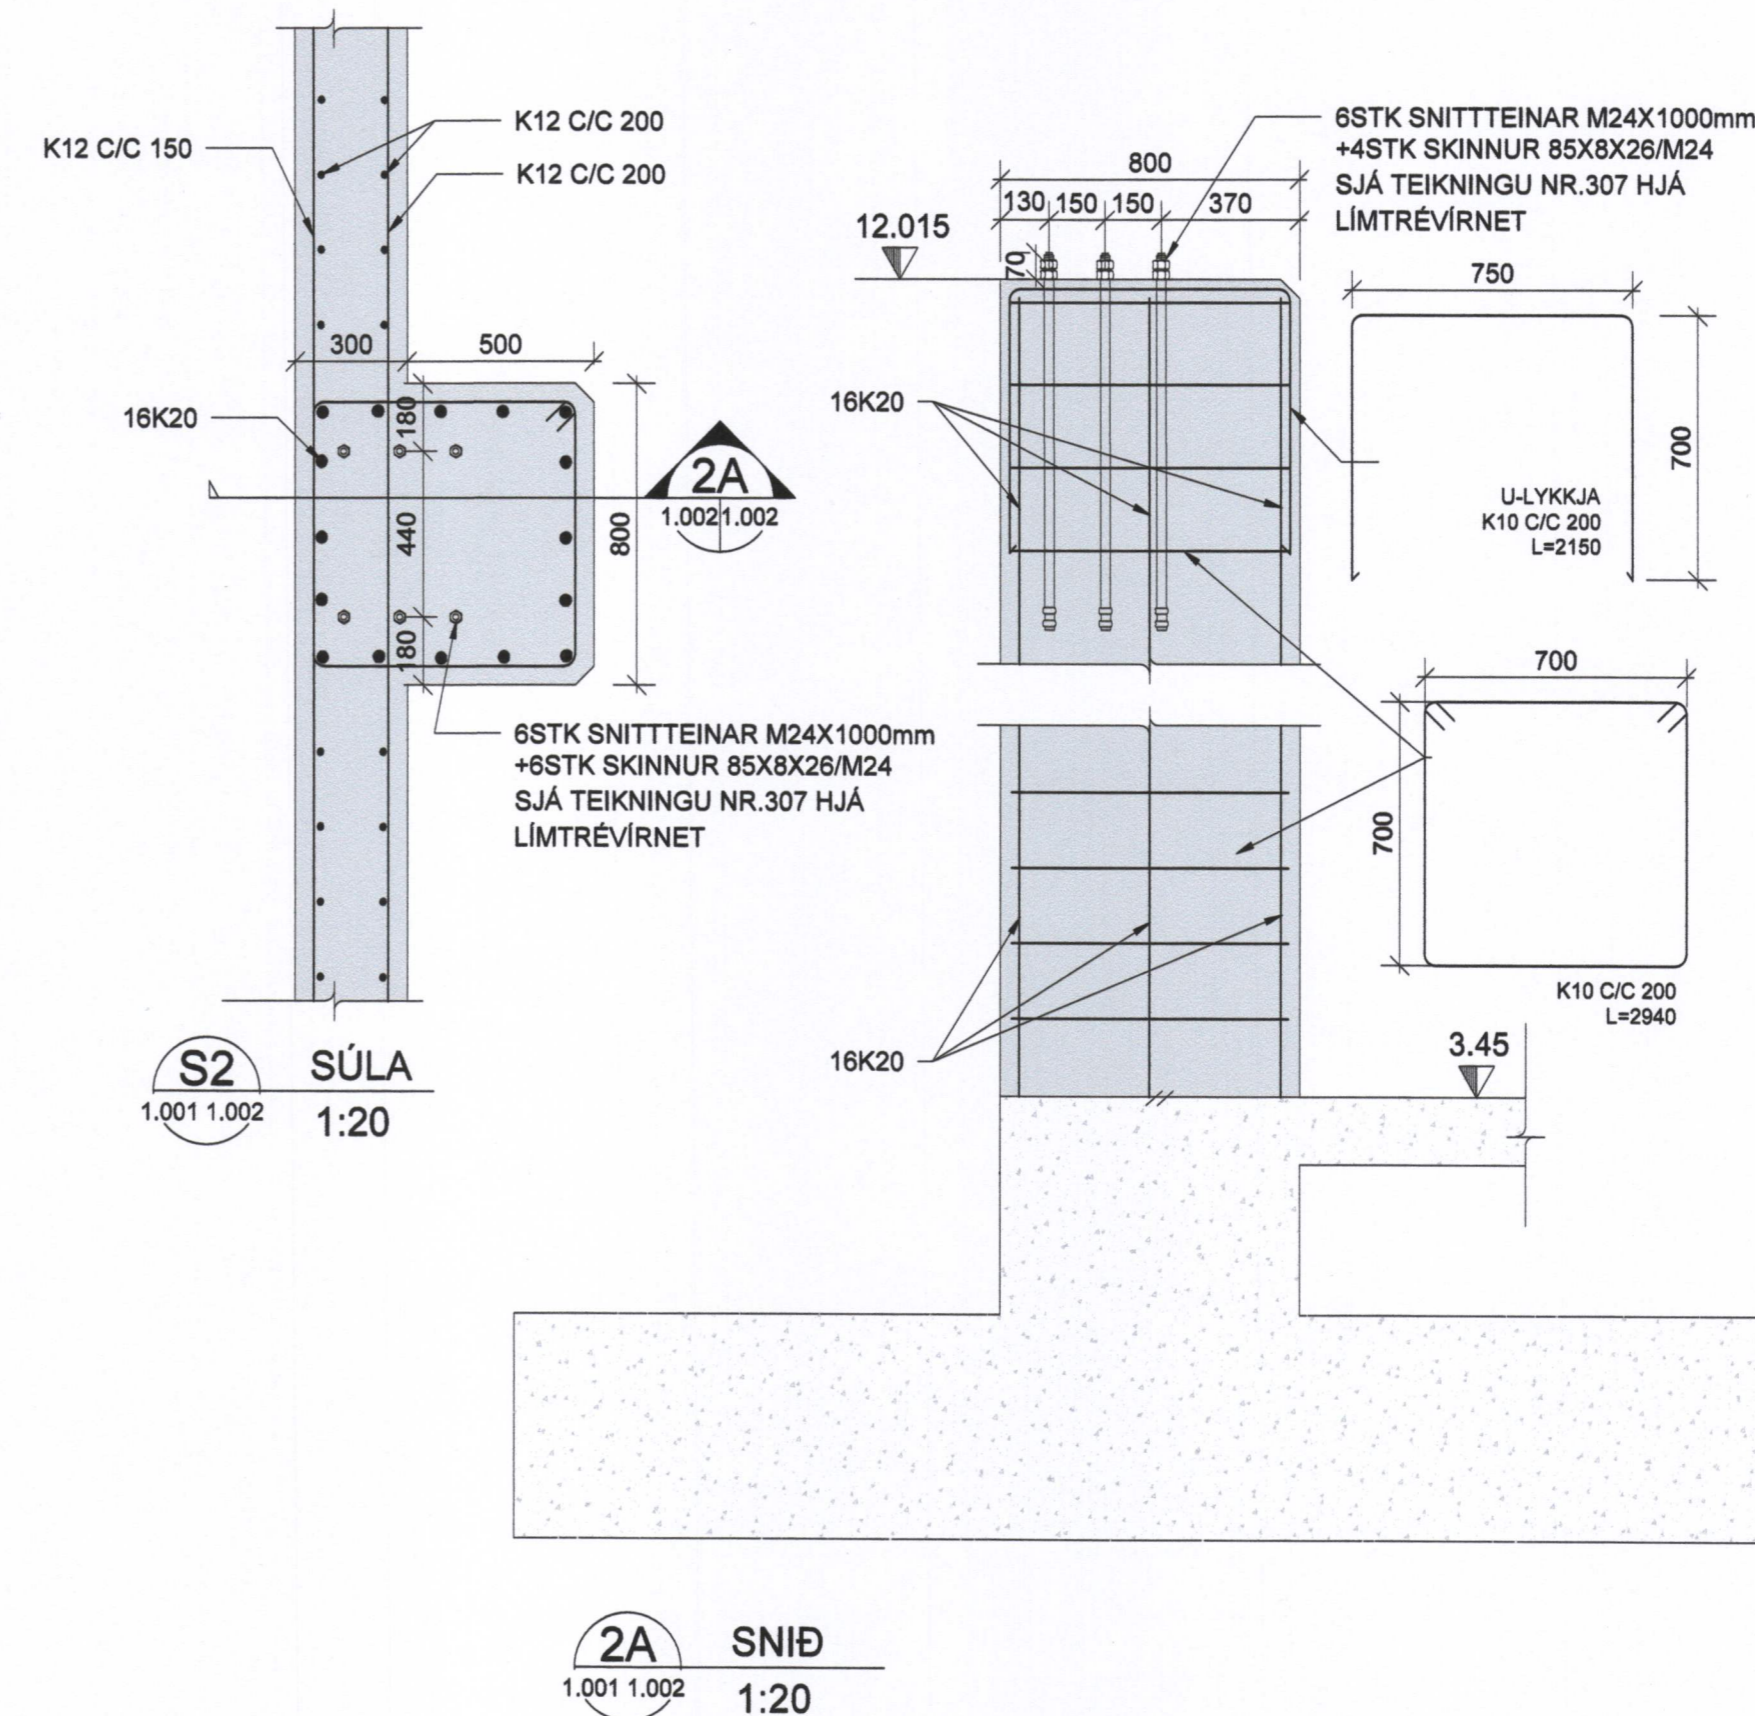 K12 C/C 150
K12 C/C 200
K12 C/C 200
300
500
16K20
180
440
180
800
2A
1.002 1.002
6STK SNITTTEINAR M24X1000mm
+6STK SKINNUR 85X8X26/M24
SJÁ TEIKNINGU NR.307 HJÁ
LÍMTRÉVÍRNET
S2
SÚLA
1.001 1.002
1:20
6STK SNITTTEINAR M24X1000mm
+4STK SKINNUR 85X8X26/M24
SJÁ TEIKNINGU NR.307 HJÁ
LÍMTRÉVÍRNET
800
130 150 150 370
12.015
70
16K20
750
700
U-LYKKJA
K10 C/C 200
L=2150
700
700
K10 C/C 200
L=2940
16K20
3.45
2A
SNIÐ
1.001 1.002
1:20